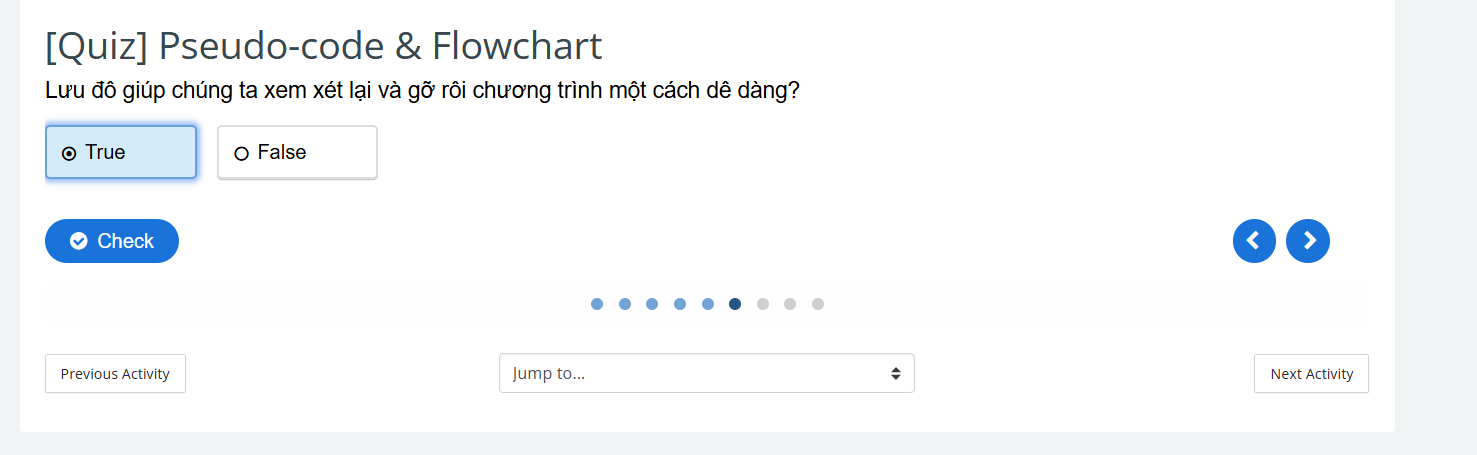 [Quiz] Pseudo-code & Flowchart
Lưu đô giúp chúng ta xem xét lại và gỡ rôi chương trình một cách dê dàng?
True
False
Check
Previous Activity
Jump to...
Next Activity